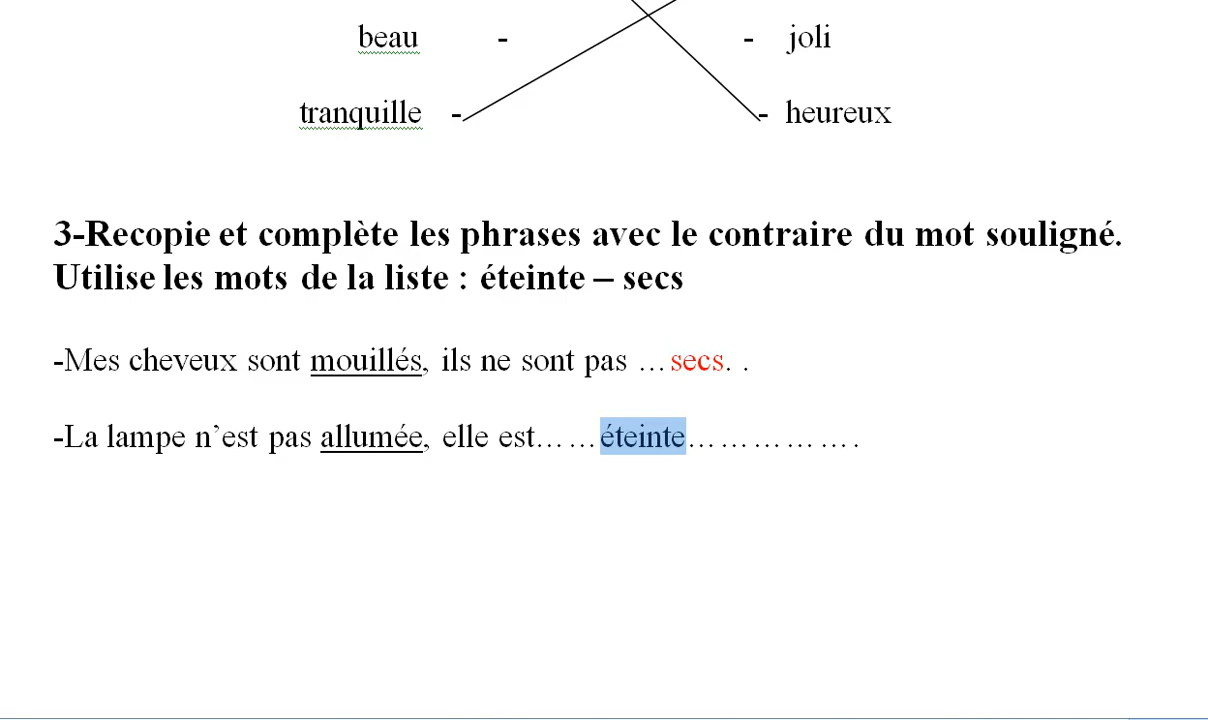 beau - - joli
tranquille - - heureux
3-Recopie et complète les phrases avec le contraire du mot souligné.
Utilise les mots de la liste : éteinte – secs
-Mes cheveux sont mouillés, ils ne sont pas …secs. .
-La lampe n’est pas allumée, elle est……éteinte…………….